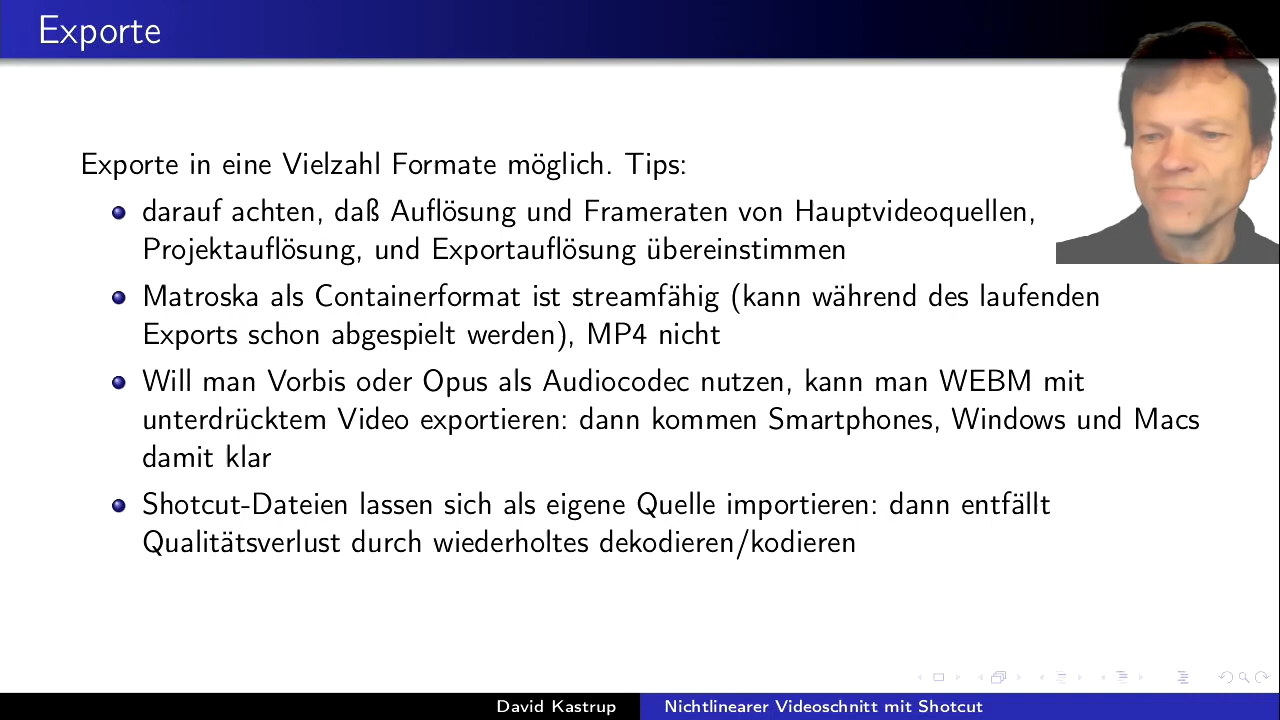 Exporte
Exporte in eine Vielzahl Formate möglich. Tips:
darauf achten, daß Auflösung und Frameraten von Hauptvideoquellen,
Projektauflösung, und Exportauflösung übereinstimmen
Matroska als Containerformat ist streamfähig (kann während des laufenden
Exports schon abgespielt werden), MP4 nicht
Will man Vorbis oder Opus als Audiocodec nutzen, kann man WEBM mit
unterdrücktem Video exportieren: dann kommen Smartphones, Windows und Macs
damit klar
Shotcut-Dateien lassen sich als eigene Quelle importieren: dann entfällt
Qualitätsverlust durch wiederholtes dekodieren/kodieren
David Kastrup
Nichtlinearer Videoschnitt mit Shotcut